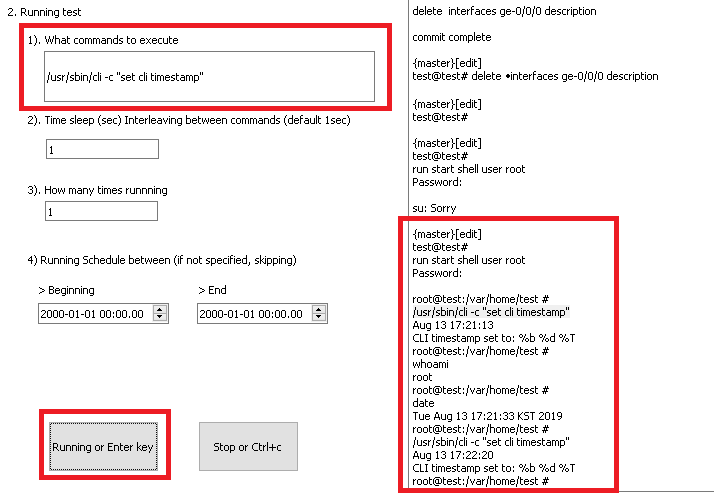 2. Running test
1). What commands to execute
/usr/sbin/cli -c "set cli timestamp"
2). Time sleep (sec) Interleaving between commands (default 1sec)
1
3). How many times runnning
1
4) Running Schedule between (if not specified, skipping)
> Beginning
> End
2000-01-01 00:00.00
2000-01-01 00:00.00
Running or Enter key
Stop or Ctrl+c
delete  interfaces ge-0/0/0 description
commit complete
{master}[edit]
test@test# delete •interfaces ge-0/0/0 description
{master}[edit]
test@test#
{master}[edit]
test@test#
run start shell user root
Password:
su: Sorry
{master}[edit]
test@test#
run start shell user root
Password:
root@test:/var/home/test #
/usr/sbin/cli -c "set cli timestamp"
Aug 13 17:21:13
CLI timestamp set to: %b %d %T
root@test:/var/home/test #
whoami
root
root@test:/var/home/test #
date
Tue Aug 13 17:21:33 KST 2019
root@test:/var/home/test #
/usr/sbin/cli -c "set cli timestamp"
Aug 13 17:22:20
CLI timestamp set to: %b %d %T
root@test:/var/home/test #